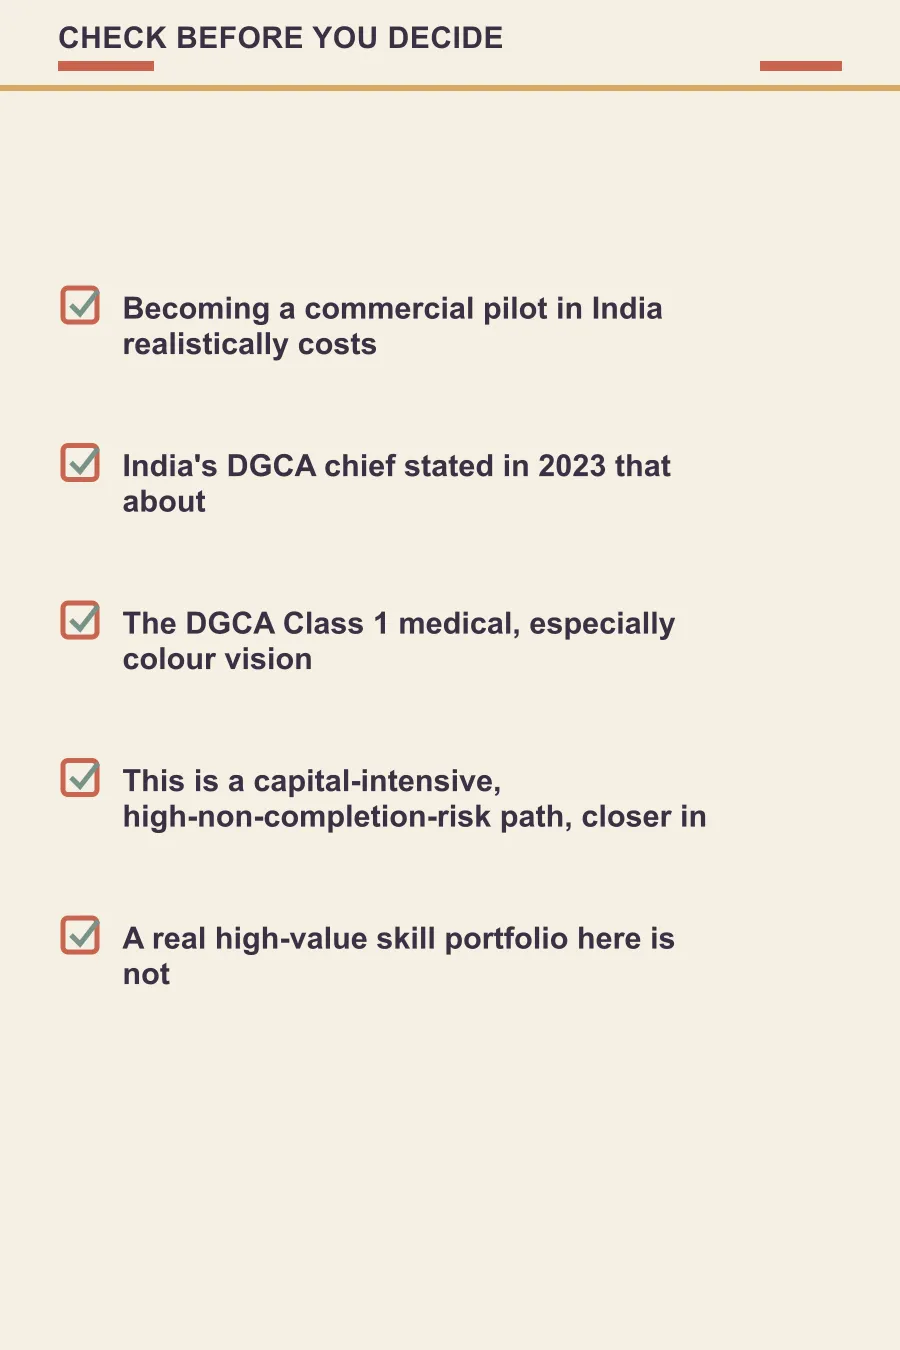 CHECK BEFORE YOU DECIDE
Becoming a commercial pilot in India
realistically costs
India's DGCA chief stated in 2023 that
about
The DGCA Class 1 medical, especially
colour vision
This is a capital-intensive,
high-non-completion-risk path, closer in
A real high-value skill portfolio here is
not